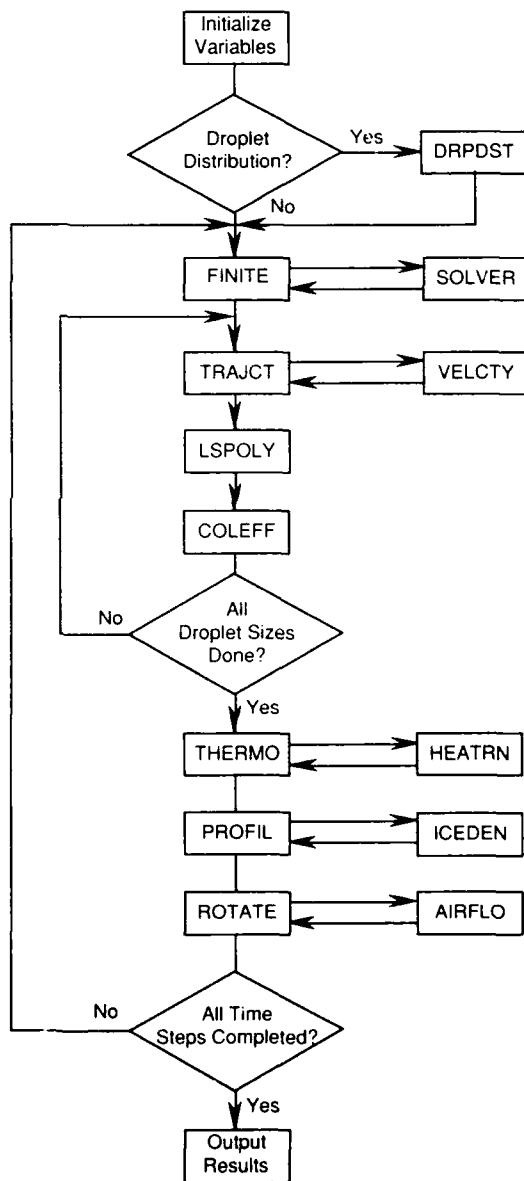 Initialize
Variables
Droplet
Distribution?
Yes
DRPDST
No
FINITE
SOLVER
TRAJCT
VELCTY
LSPOLY
COLEFF
No
All
Droplet Sizes
Done?
Yes
THERMO
HEATRN
PROFIL
ICEDEN
ROTATE
AIRFLO
No
All Time
Steps Completed?
Yes
Output
Results